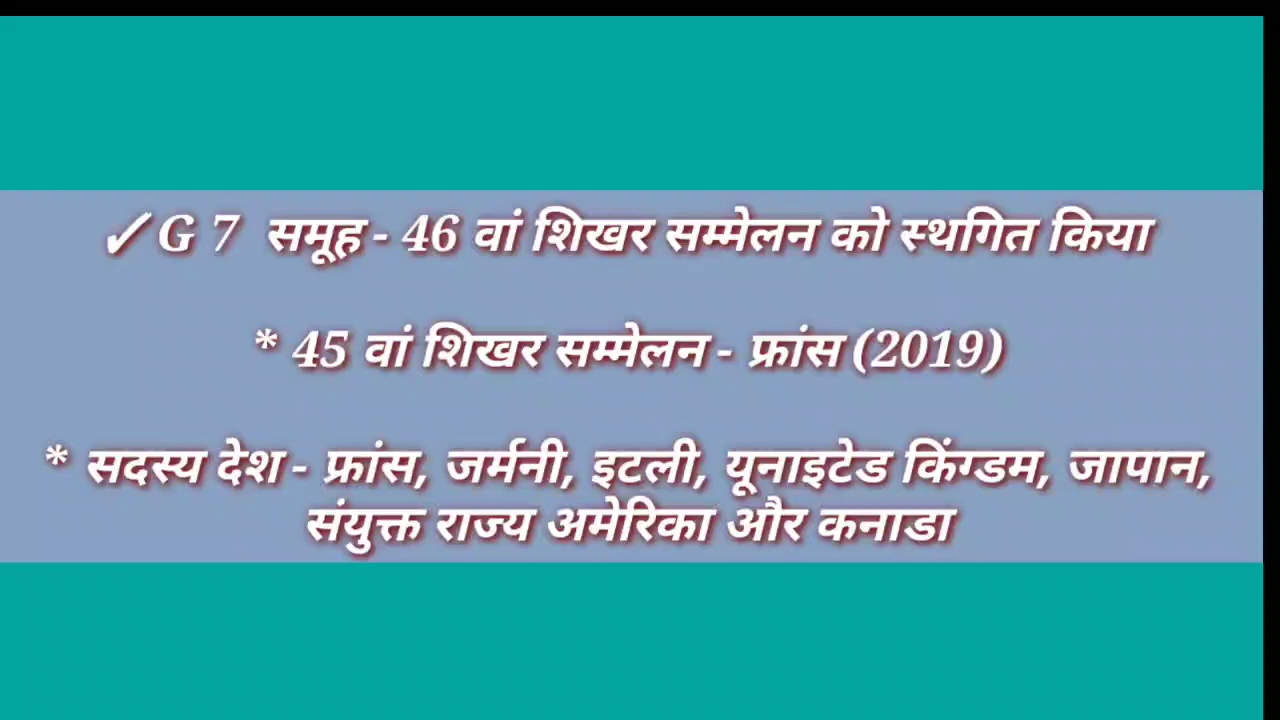 ✓G 7 समूह - 46 वां शिखर सम्मेलन को स्थगित किया
* 45 वां शिखर सम्मेलन - फ्रांस (2019)
* सदस्य देश - फ्रांस, जर्मनी, इटली, यूनाइटेड किंग्डम, जापान,
संयुक्त राज्य अमेरिका और कनाडा